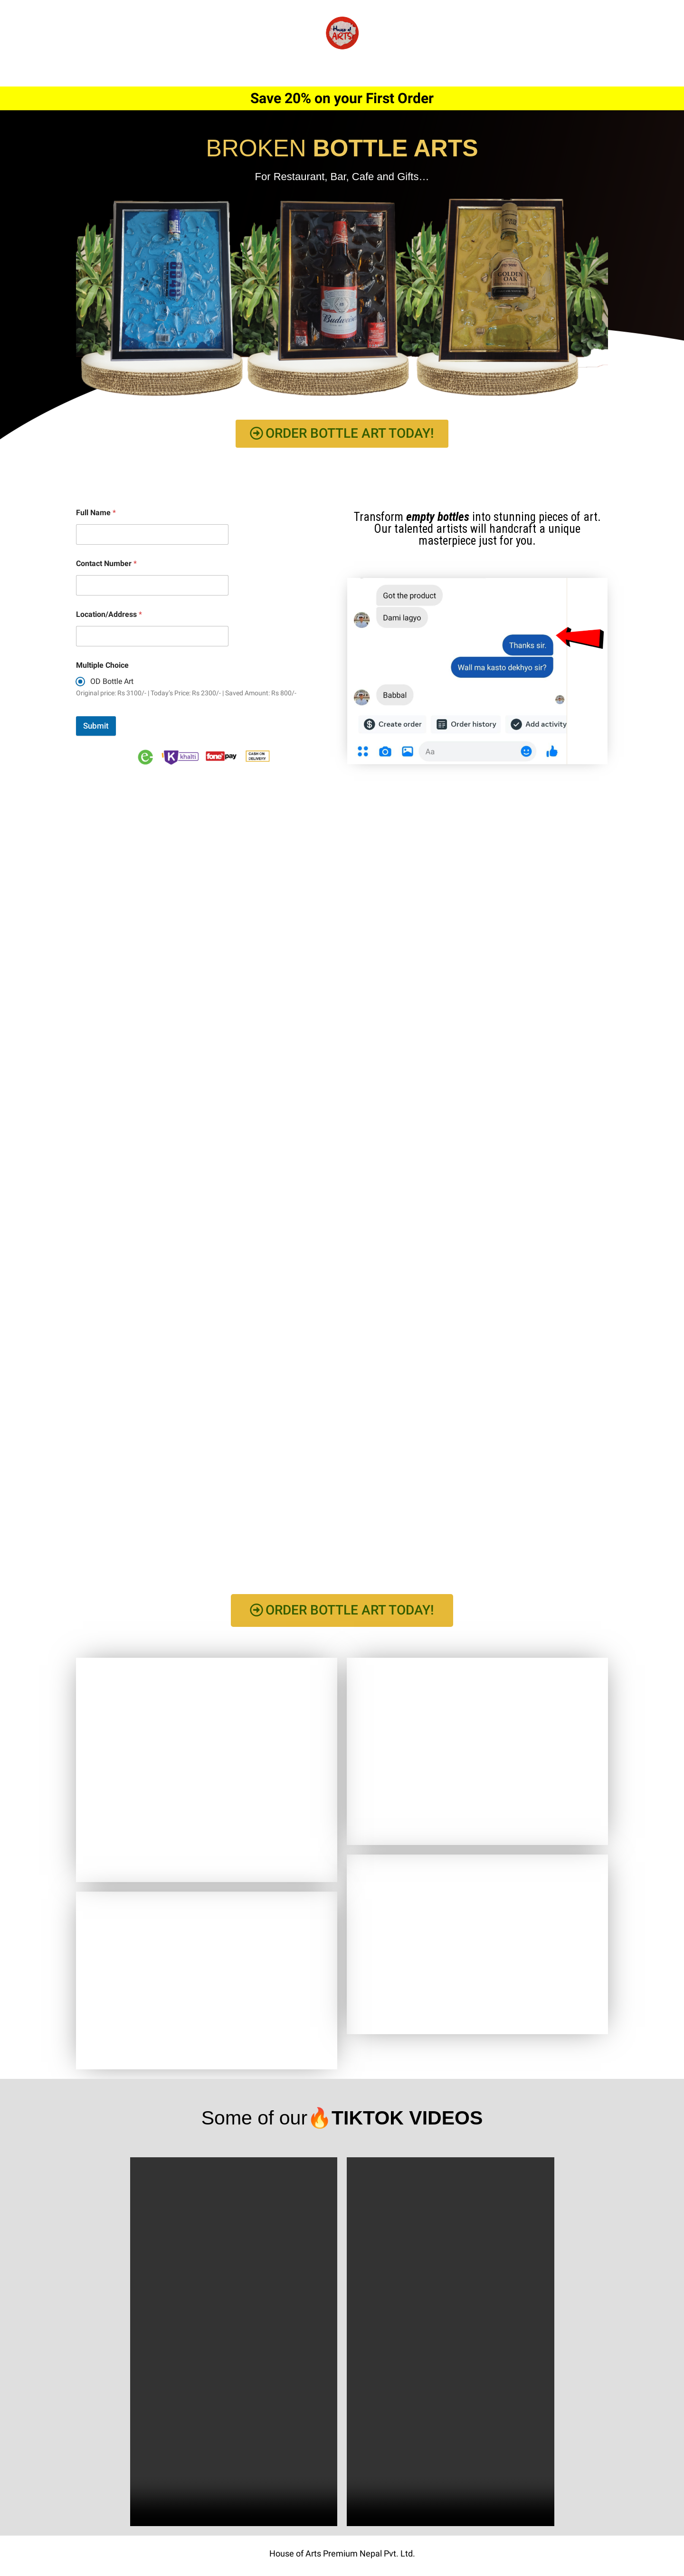 House of
ARTS
Save 20% on your First Order
BROKEN BOTTLE ARTS
For Restaurant, Bar, Cafe and Gifts…
Budweiser
GOLDEN
OAK
ORDER BOTTLE ART TODAY!
Full Name *
Contact Number *
Location/Address *
Multiple Choice
OD Bottle Art
Original price: Rs 3100/- | Today's Price: Rs 2300/- | Saved Amount: Rs 800/-
Submit
khalti
fonepay
CASH ON
DELIVERY
Transform empty bottles into stunning pieces of art.
Our talented artists will handcraft a unique
masterpiece just for you.
Got the product
Dami lagyo
Thanks sir.
Wall ma kasto dekhyo sir?
Babbal
Create order
Order history
Add activity
Aa
ORDER BOTTLE ART TODAY!
Some of our🔥TIKTOK VIDEOS
House of Arts Premium Nepal Pvt. Ltd.